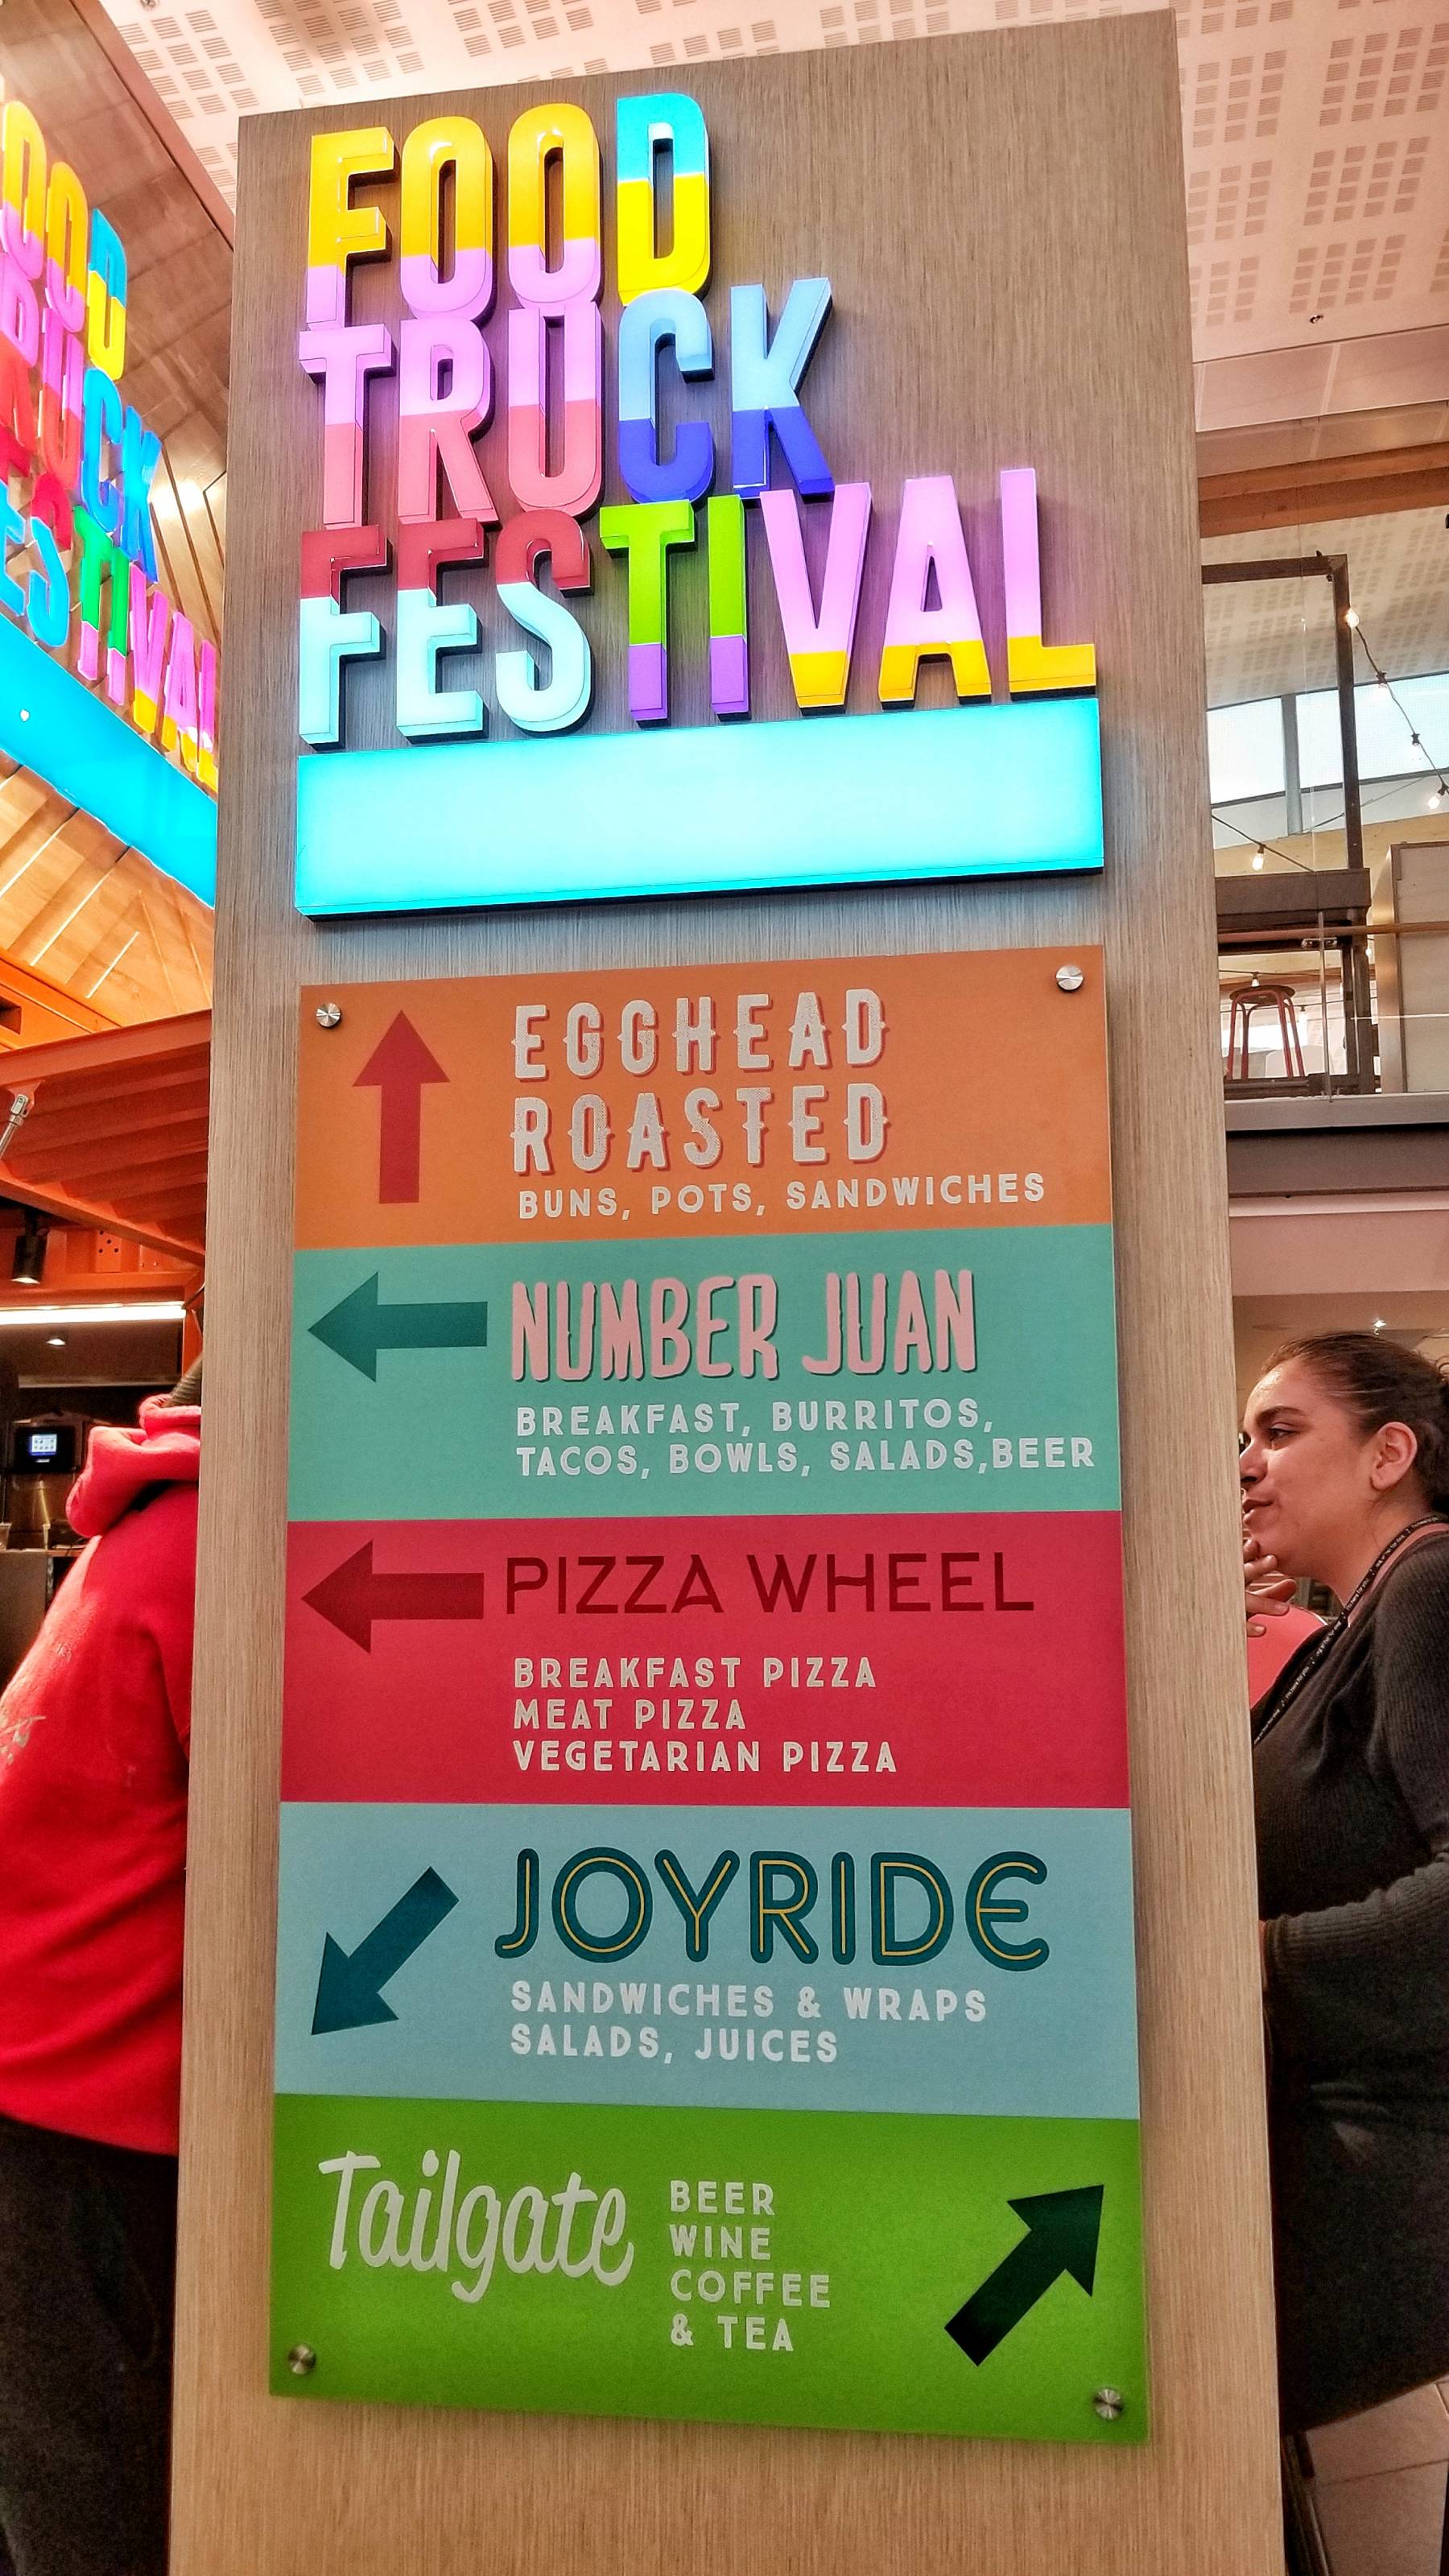 FOOD
TRUCK
FESTIVAL
EGGHEAD
ROASTED
BUNS, POTS, SANDWICHES
NUMBER JUAN
BREAKFAST, BURRITOS,
TACOS, BOWLS, SALADS,BEER
PIZZA WHEEL
BREAKFAST PIZZA
MEAT PIZZA
VEGETARIAN PIZZA
JOYRIDE
SANDWICHES & WRAPS
SALADS, JUICES
Tailgate
BEER
WINE
COFFEE
& TEA